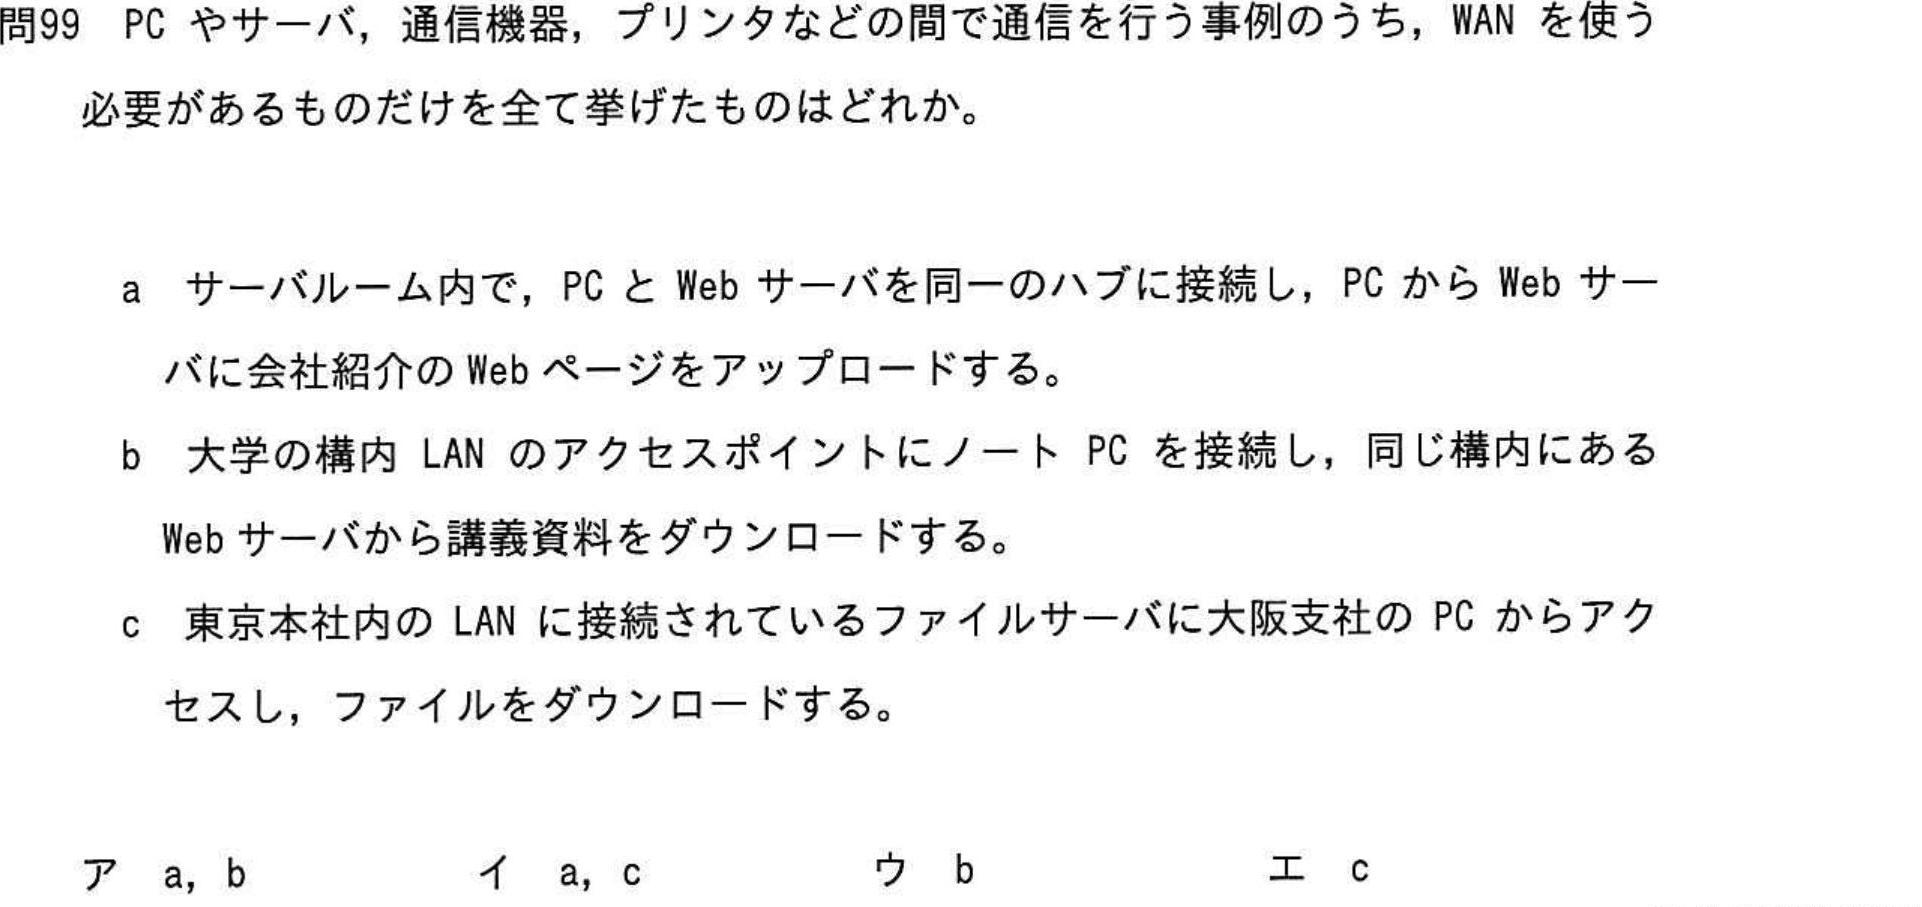 問99 PC やサーバ，通信機器，プリンタなどの間で通信を行う事例のうち，WAN を使う
必要があるものだけを全て挙げたものはどれか。
a サーバルーム内で，PC と Web サーバを同一のハブに接続し，PC から Web サー
バに会社紹介の Web ページをアップロードする。
b 大学の構内 LAN のアクセスポイントにノート PC を接続し，同じ構内にある
Web サーバから講義資料をダウンロードする。
c 東京本社内の LAN に接続されているファイルサーバに大阪支社の PC からアク
セスし，ファイルをダウンロードする。
ア a，b イ a，c ウ b エ c